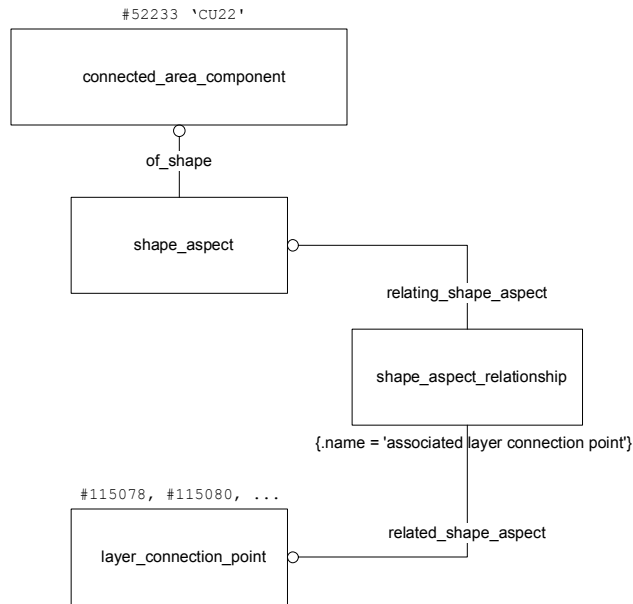 #52233 ‘CU22'
connected_area_component
of_shape
shape_aspect
relating_shape_aspect
shape_aspect_relationship
{.name = 'associated layer connection point'}
#115078, #115080, ...
related_shape_aspect
layer_connection_point